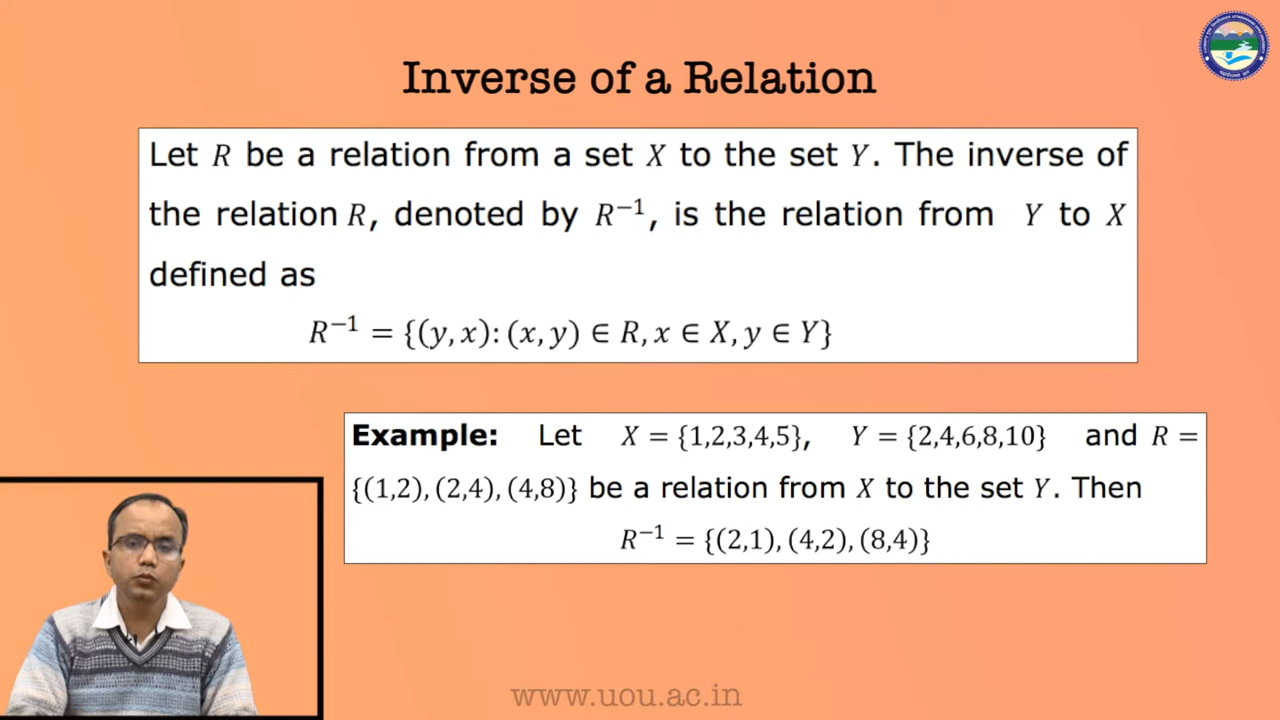 Inverse of a Relation
Let R be a relation from a set X to the set Y. The inverse of
the relation R, denoted by R⁻¹, is the relation from Y to X
defined as
R⁻¹ = {(y, x): (x, y) ∈ R, x ∈ X, y ∈ Y}
Example: Let X = {1,2,3,4,5}, Y = {2,4,6,8,10} and R =
{(1,2), (2,4), (4,8)} be a relation from X to the set Y. Then
R⁻¹ = {(2,1), (4,2), (8,4)}
www.uou.ac.in